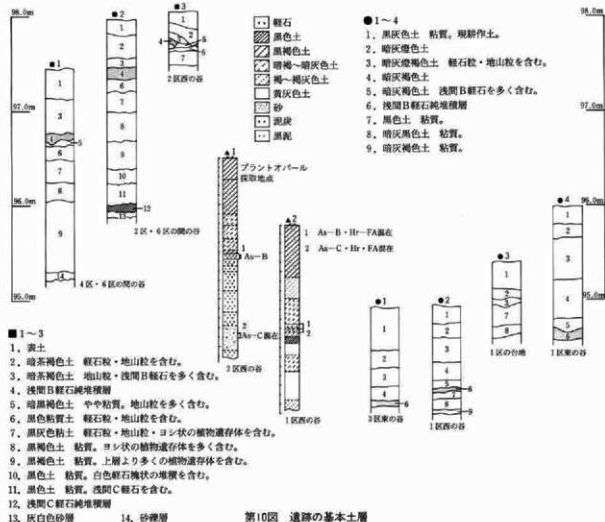 98.0m
97.0m
96.0m
95.0m
■1
4区・6区の間の谷
■2
2区・6区の間の谷
■3
2区西の谷
軽石
黒色土
黒褐色土
暗褐〜暗灰色土
褐〜褐灰色土
黄灰色土
砂
泥炭
黒泥
●1〜4
1. 黒灰色土 粘質。現耕作土。
2. 暗灰橙色土
3. 暗灰橙褐色土 軽石粒・地山粒を含む。
4. 暗灰褐色土
5. 暗灰褐色土 浅間B軽石を多く含む。
6. 浅間B軽石純堆積層
7. 黒色土 粘質。
8. 暗灰黒色土 粘質。
9. 暗灰褐色土 粘質。
98.0m
97.0m
96.0m
95.0m
▲1
プラントオパール
採取地点
1
As-B
2
As-C混在
2区西の谷
▲2
1 As-B・Hr-FA混在
2 As-C・Hr-FA混在
1区西の谷
●1
3区東の谷
●2
1区西の谷
●3
1区の台地
●4
1区東の谷
■1〜3
1. 表土
2. 暗茶褐色土 軽石粒・地山粒を含む。
3. 暗茶褐色土 地山粒・浅間B軽石を多く含む。
4. 浅間B軽石純堆積層
5. 暗黒褐色土 やや粘質。地山粒を多く含む。
6. 黒色粘質土 軽石粒・地山粒を含む。
7. 黒灰色粘土 軽石粒・地山粒・ヨシ状の植物遺存体を含む。
8. 黒褐色土 粘質。ヨシ状の植物遺存体を多く含む。
9. 黒褐色土 粘質。上層より多くの植物遺存体を含む。
10. 黒色土 粘質。白色軽石塊状の堆積を含む。
11. 黒色土 粘質。浅間C軽石を含む。
12. 浅間C軽石純堆積層
13. 灰白色砂層 14. 砂礫層
第10図 遺跡の基本土層